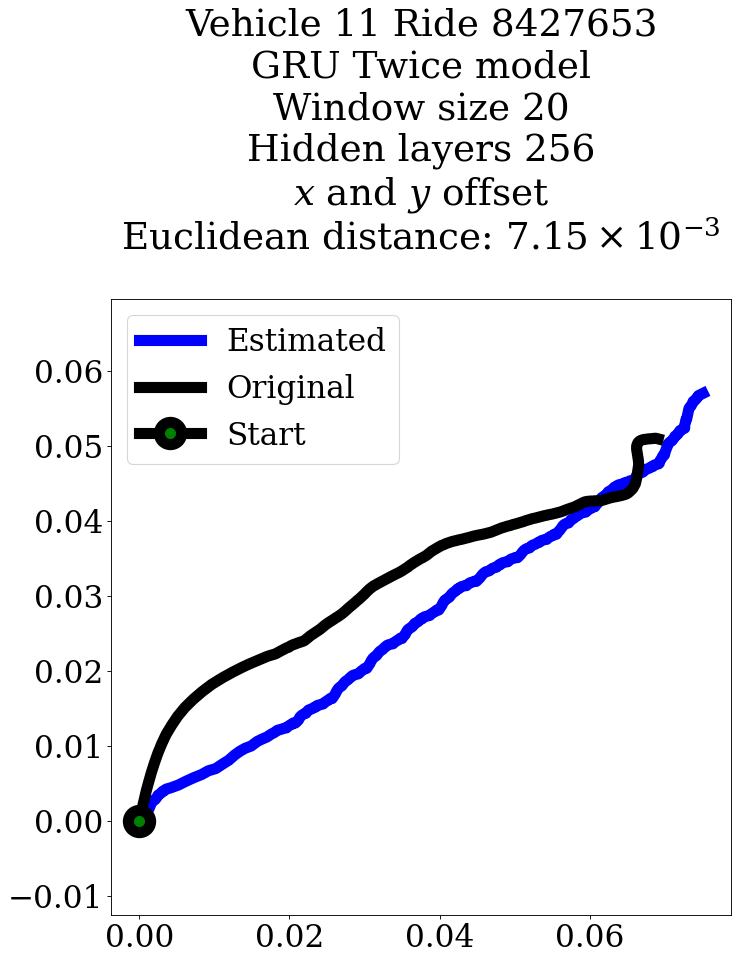 Vehicle 11 Ride 8427653
GRU Twice model
Window size 20
Hidden layers 256
x and y offset
Euclidean distance: 7.15 × 10⁻³
Estimated
Original
Start
0.06
0.05
0.04
0.03
0.02
0.01
0.00
−0.01
0.00 0.02 0.04 0.06